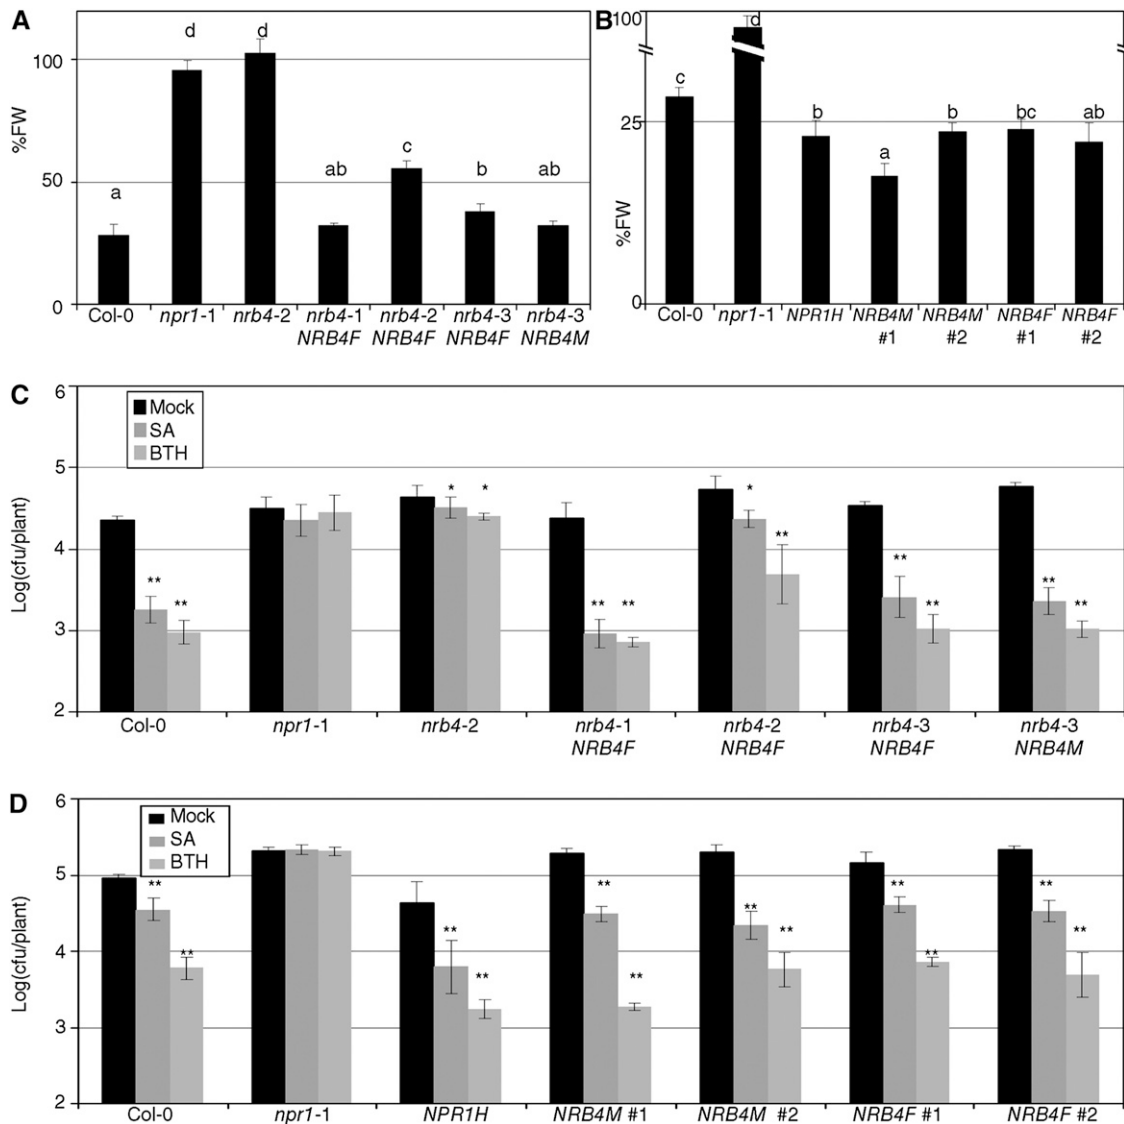 A
%FW
100
50
0
a
d
d
ab
c
b
ab
Col-0 npr1-1 nrb4-2 nrb4-1 nrb4-2 nrb4-3 nrb4-3
NRB4F NRB4F NRB4F NRB4M
B
%FW
100
25
0
c
d
b
a
b
bc
ab
Col-0 npr1-1 NPR1H NRB4M NRB4M NRB4F NRB4F
#1 #2 #1 #2
C
Log(cfu/plant)
6
5
4
3
2
Mock
SA
BTH
** ** * * ** ** * ** ** ** ** **
Col-0 npr1-1 nrb4-2 nrb4-1 nrb4-2 nrb4-3 nrb4-3
NRB4F NRB4F NRB4F NRB4M
D
Log(cfu/plant)
6
5
4
3
2
Mock
SA
BTH
** ** ** ** ** ** ** ** ** ** ** **
Col-0 npr1-1 NPR1H NRB4M #1 NRB4M #2 NRB4F #1 NRB4F #2